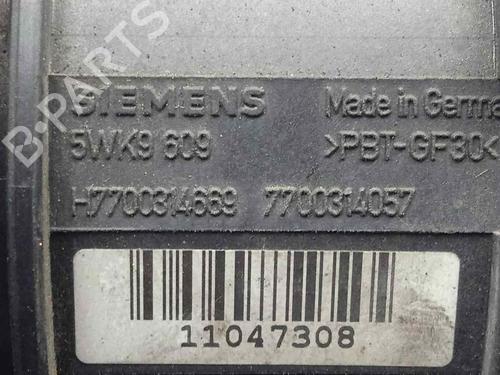 SIEMENS Made in Germa
5WK9 609 >PBT-GF30<
H7700314669 7700314057
11047308
B-PARTS